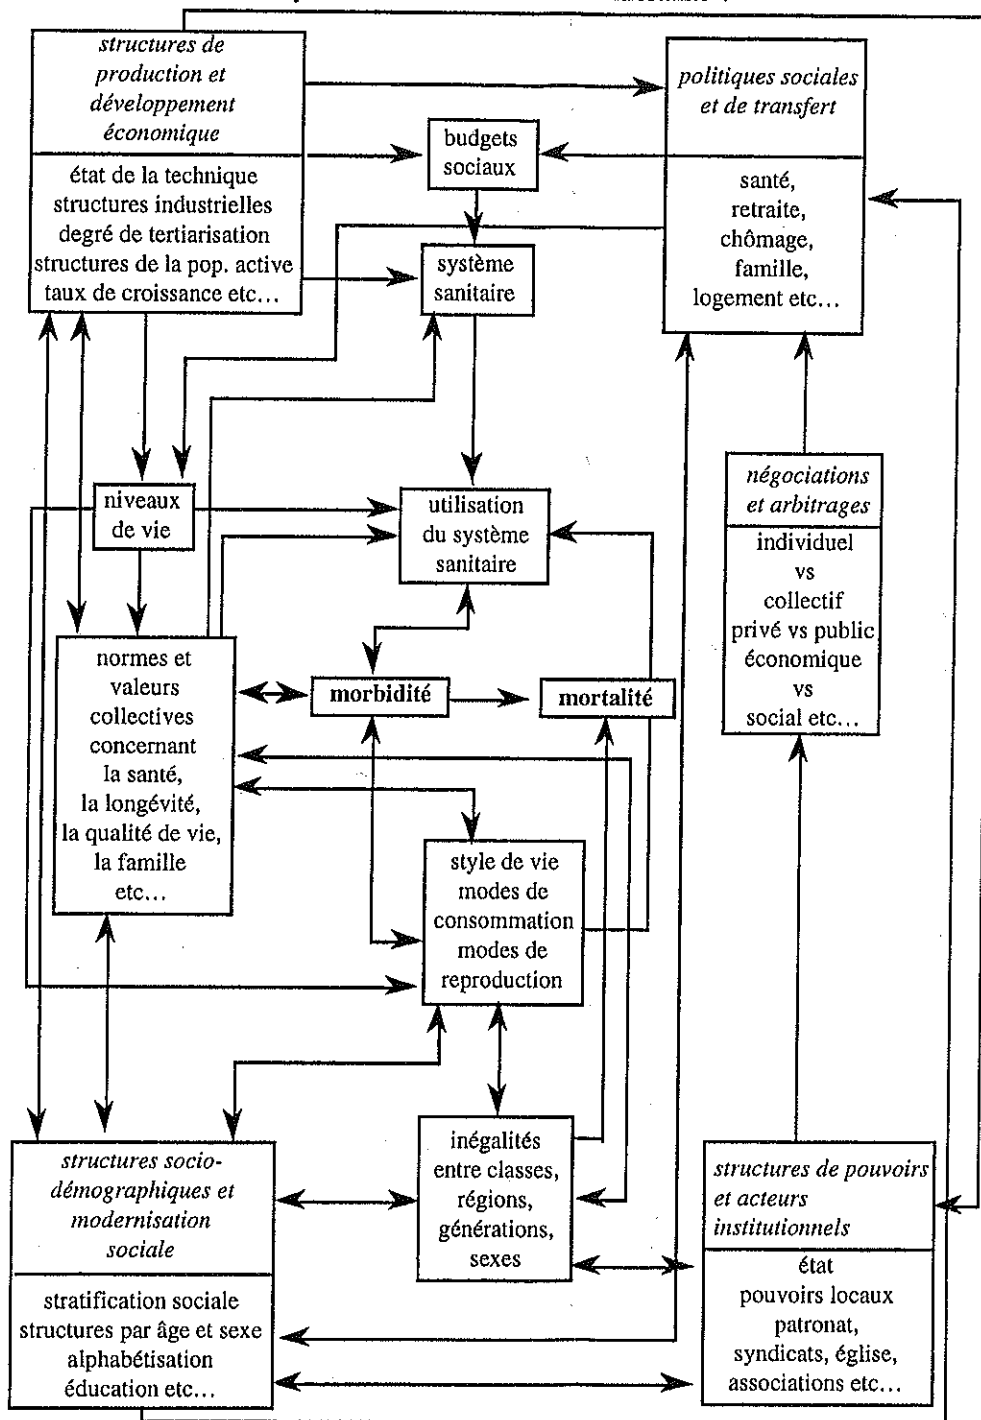 structures de
production et
développement
économique
état de la technique
structures industrielles
degré de tertiarisation
structures de la pop. active
taux de croissance etc...
budgets
sociaux
politiques sociales
et de transfert
santé,
retraite,
chômage,
famille,
logement etc...
système
sanitaire
niveaux
de vie
utilisation
du système
sanitaire
négociations
et arbitrages
individuel
vs
collectif
privé vs public
économique
vs
social etc...
normes et
valeurs
collectives
concernant
la santé,
la longévité,
la qualité de vie,
la famille
etc...
morbidité
mortalité
style de vie
modes de
consommation
modes de
reproduction
inégalités
entre classes,
régions,
générations,
sexes
structures socio-
démographiques et
modernisation
sociale
stratification sociale
structures par âge et sexe
alphabétisation
éducation etc...
structures de pouvoirs
et acteurs
institutionnels
état
pouvoirs locaux
patronat,
syndicats, église,
associations etc...